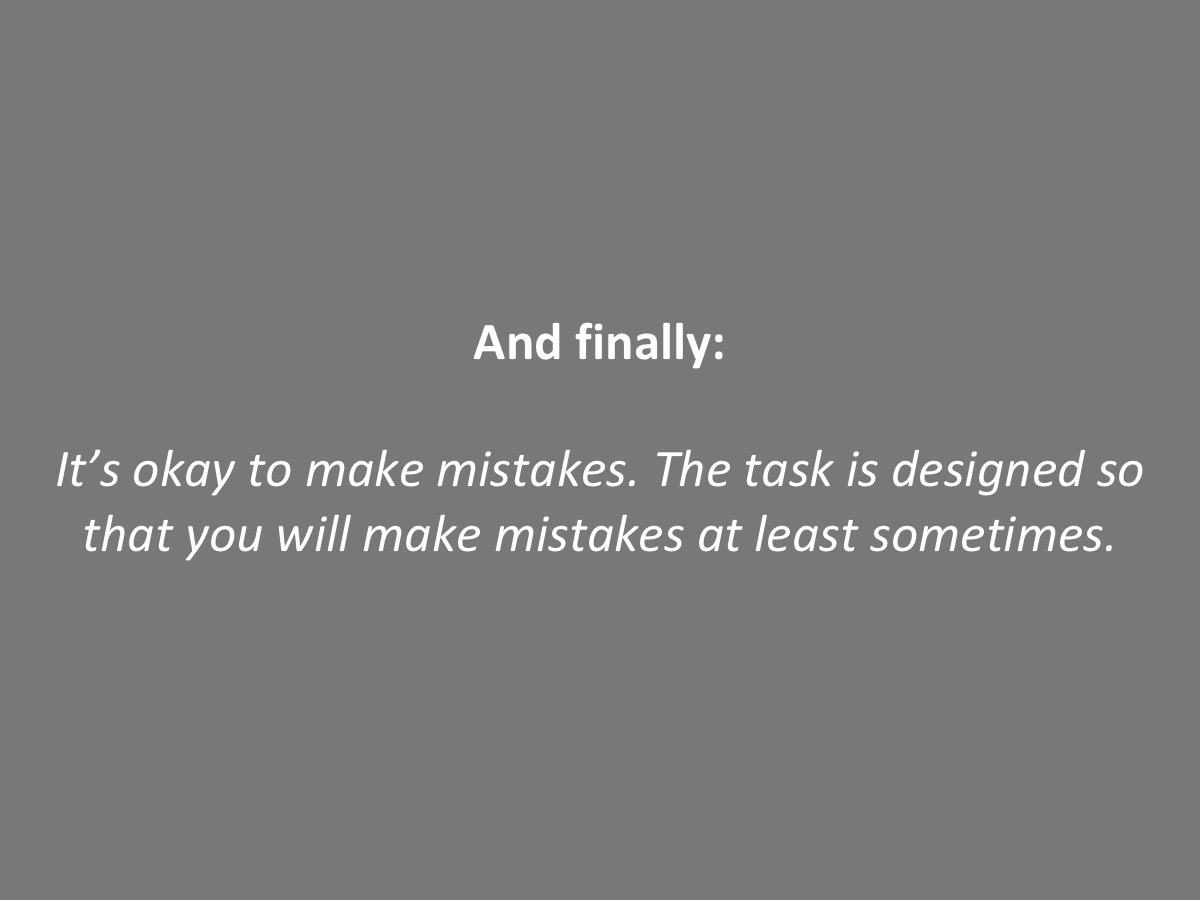 And finally:
It’s okay to make mistakes. The task is designed so
that you will make mistakes at least sometimes.